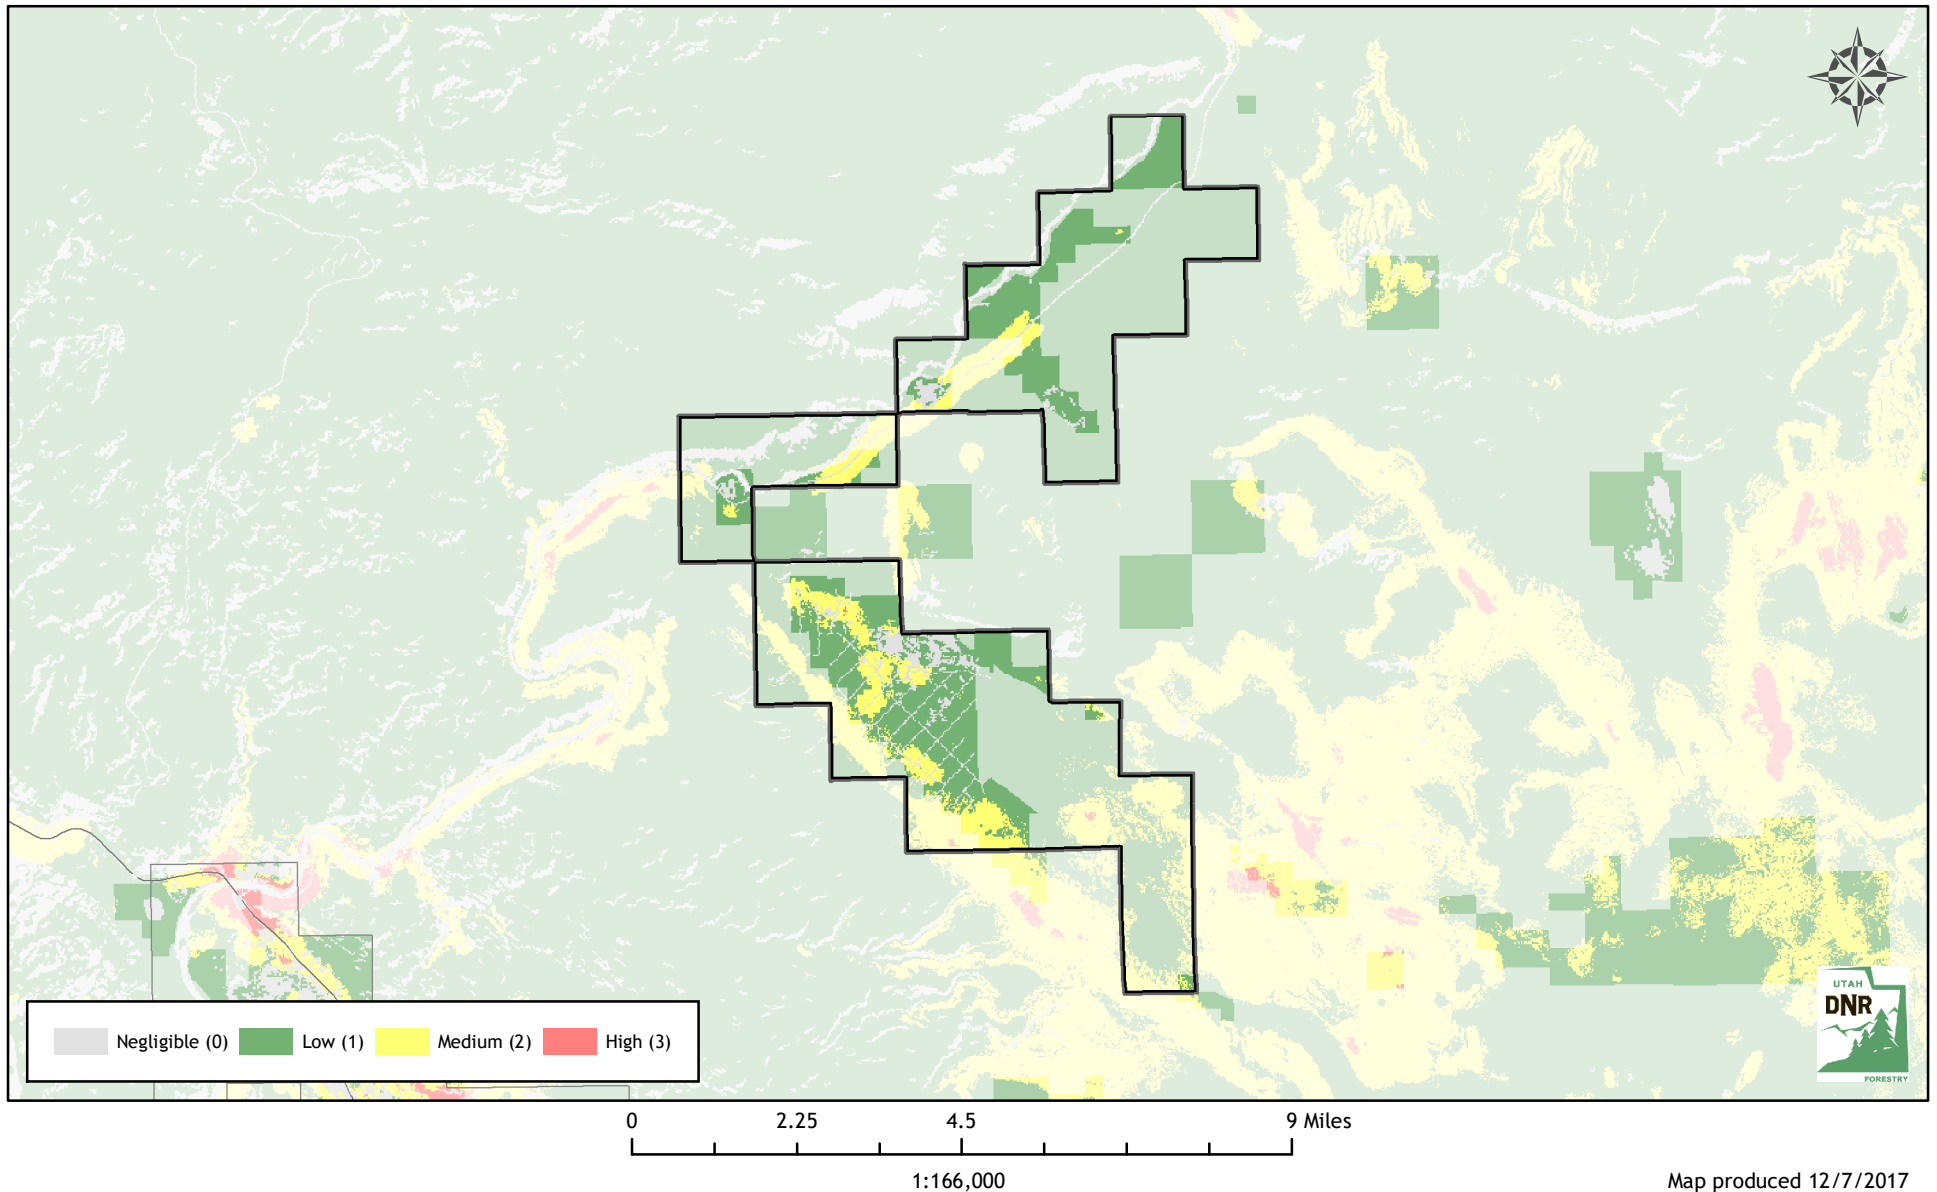 Negligible (0) Low (1) Medium (2) High (3)
UTAH
DNR
FORESTRY
0 2.25 4.5 9 Miles
1:166,000
Map produced 12/7/2017